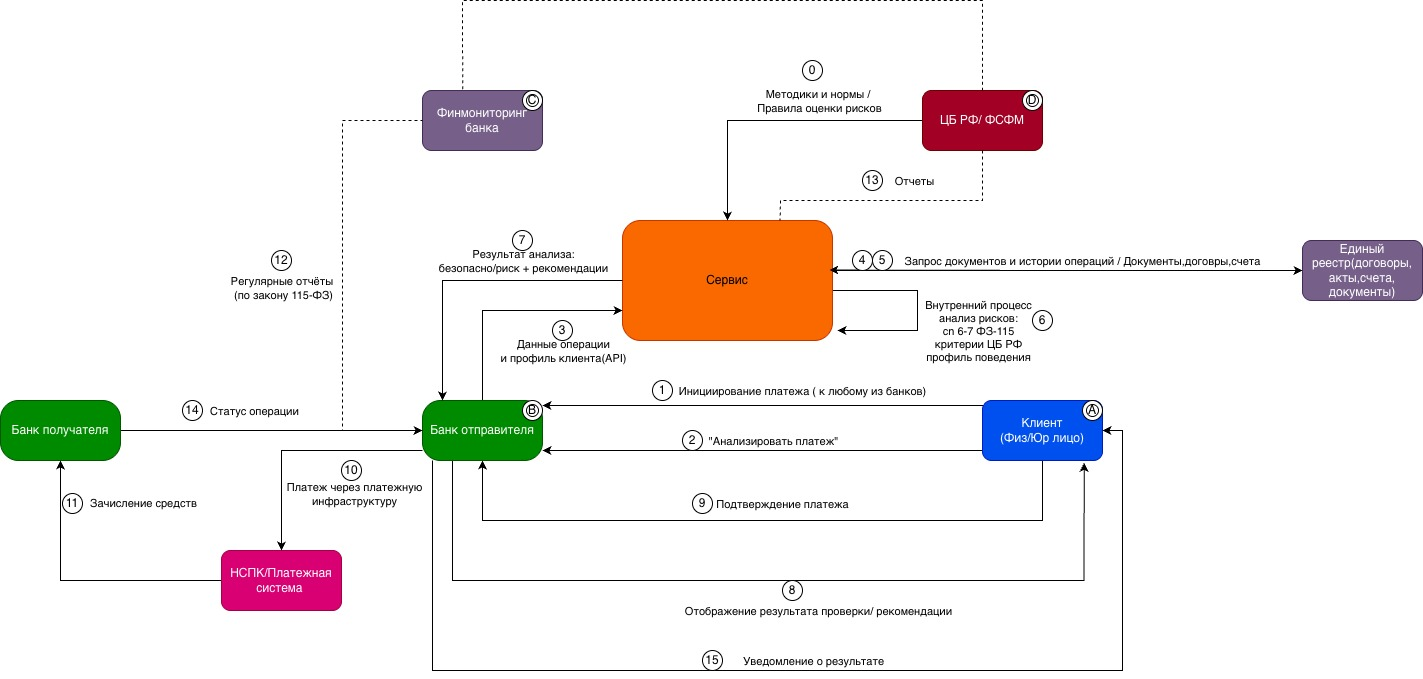 0
Методики и нормы /
Правила оценки рисков
C
Финмониторинг
банка
D
ЦБ РФ/ ФСФМ
13
Отчеты
12
Регулярные отчёты
(по закону 115-ФЗ)
7
Результат анализа:
безопасно/риск + рекомендации
Сервис
4
5
Запрос документов и истории операций / Документы,договры,счета
Единый
реестр(договоры,
акты,счета,
документы)
3
Данные операции
и профиль клиента(API)
Внутренний процесс
анализ рисков:
сп 6-7 ФЗ-115
критерии ЦБ РФ
профиль поведения
6
1
Инициирование платежа ( к любому из банков)
Банк получателя
14
Статус операции
B
Банк отправителя
2
"Анализировать платеж"
A
Клиент
(Физ/Юр лицо)
10
Платеж через платежную
инфраструктуру
11
Зачисление средств
9
Подтверждение платежа
НСПК/Платежная
система
8
Отображение результата проверки/ рекомендации
15
Уведомление о результате